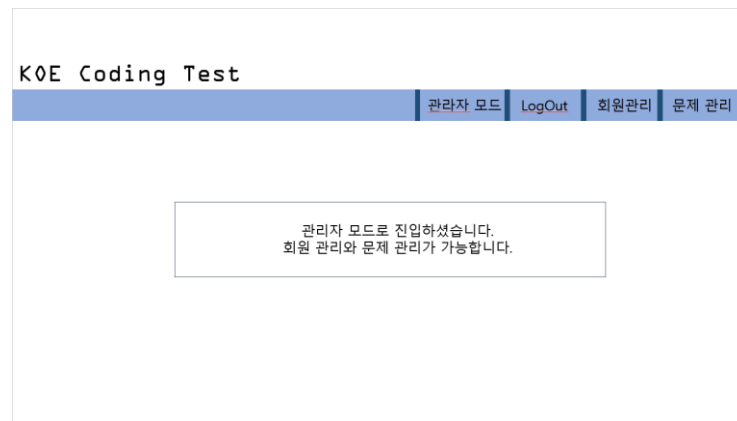 KOE Coding Test
관라자 모드 LogOut 회원관리 문제 관리
관리자 모드로 진입하셨습니다.
회원 관리와 문제 관리가 가능합니다.